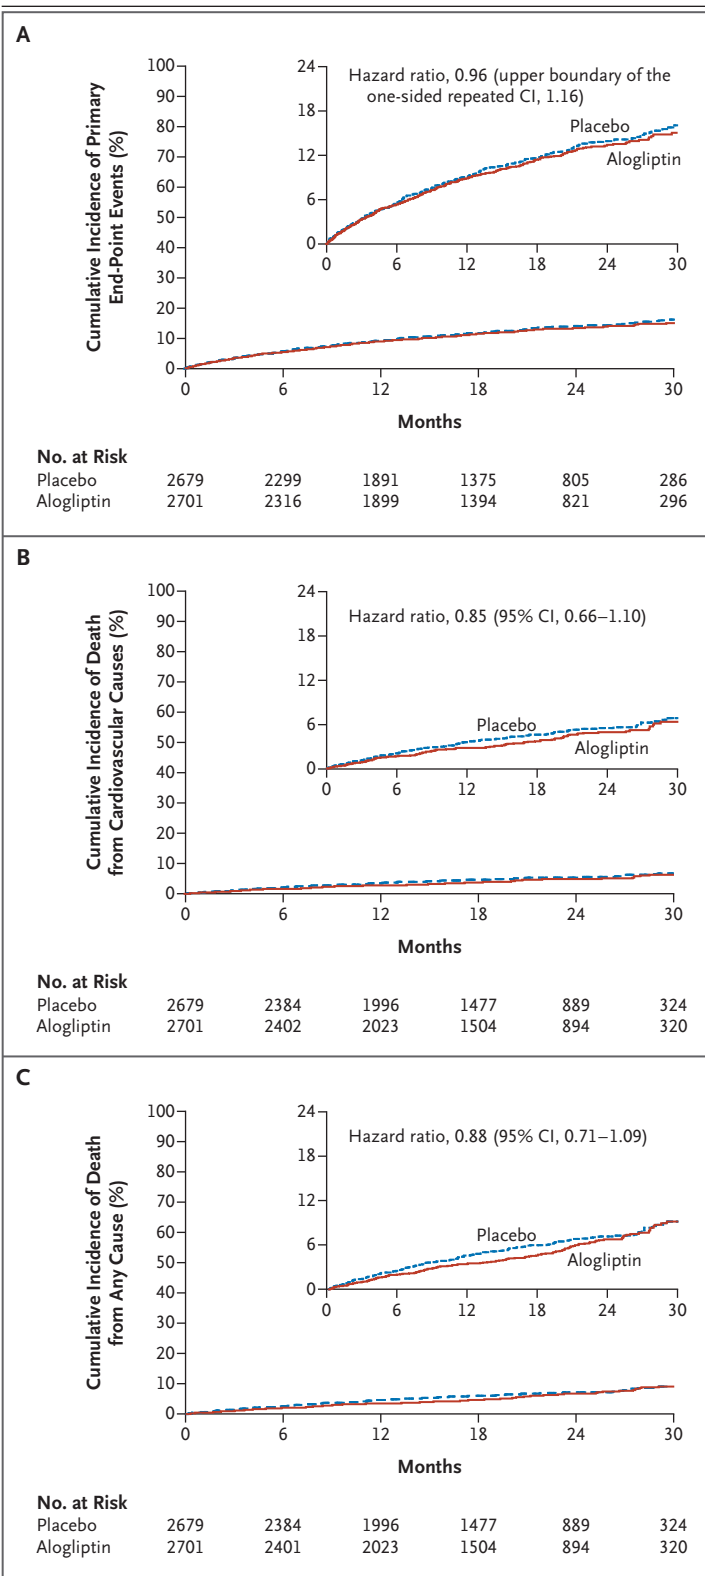 A
Cumulative Incidence of Primary
End-Point Events (%)
100
90
80
70
60
50
40
30
20
10
0
0 6 12 18 24 30
Months
24
18
12
6
0
0 6 12 18 24 30
Hazard ratio, 0.96 (upper boundary of the
one-sided repeated CI, 1.16)
Placebo
Alogliptin
No. at Risk
Placebo 2679 2299 1891 1375 805 286
Alogliptin 2701 2316 1899 1394 821 296
B
Cumulative Incidence of Death
from Cardiovascular Causes (%)
100
90
80
70
60
50
40
30
20
10
0
0 6 12 18 24 30
Months
24
18
12
6
0
0 6 12 18 24 30
Hazard ratio, 0.85 (95% CI, 0.66–1.10)
Placebo
Alogliptin
No. at Risk
Placebo 2679 2384 1996 1477 889 324
Alogliptin 2701 2402 2023 1504 894 320
C
Cumulative Incidence of Death
from Any Cause (%)
100
90
80
70
60
50
40
30
20
10
0
0 6 12 18 24 30
Months
24
18
12
6
0
0 6 12 18 24 30
Hazard ratio, 0.88 (95% CI, 0.71–1.09)
Placebo
Alogliptin
No. at Risk
Placebo 2679 2384 1996 1477 889 324
Alogliptin 2701 2401 2023 1504 894 320